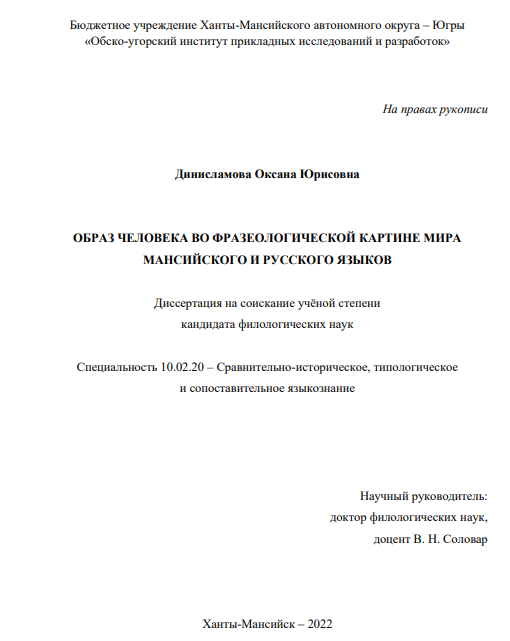 Бюджетное учреждение Ханты-Мансийского автономного округа – Югры
«Обско-угорский институт прикладных исследований и разработок»
На правах рукописи
Динисламова Оксана Юрисовна
ОБРАЗ ЧЕЛОВЕКА ВО ФРАЗЕОЛОГИЧЕСКОЙ КАРТИНЕ МИРА
МАНСИЙСКОГО И РУССКОГО ЯЗЫКОВ
Диссертация на соискание учёной степени
кандидата филологических наук
Специальность 10.02.20 – Сравнительно-историческое, типологическое
и сопоставительное языкознание
Научный руководитель:
доктор филологических наук,
доцент В. Н. Соловар
Ханты-Мансийск – 2022